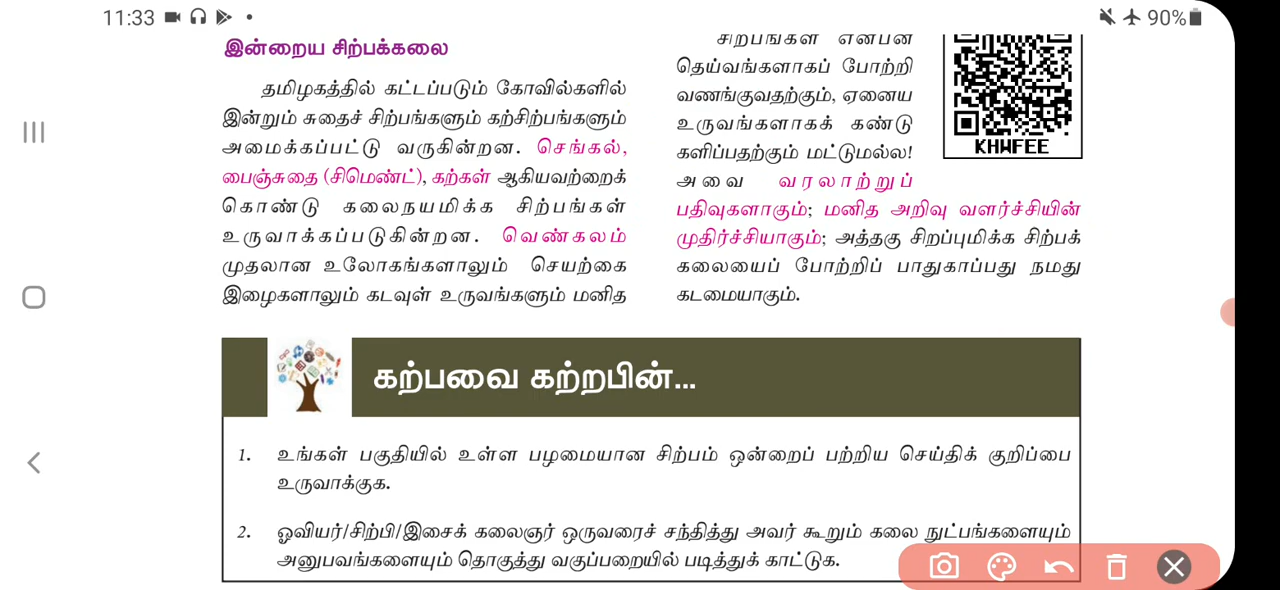 11:33
90%
இன்றைய சிற்பக்கலை
தமிழகத்தில் கட்டப்படும் கோவில்களில்
இன்றும் சுதைச் சிற்பங்களும் கற்சிற்பங்களும்
அமைக்கப்பட்டு வருகின்றன. செங்கல்,
பைஞ்சுதை (சிமெண்ட்), கற்கள் ஆகியவற்றைக்
கொண்டு கலைநயமிக்க சிற்பங்கள்
உருவாக்கப்படுகின்றன. வெண்கலம்
முதலான உலோகங்களாலும் செயற்கை
இழைகளாலும் கடவுள் உருவங்களும் மனித
சிற்பங்கள் என்பன
தெய்வங்களாகப் போற்றி
வணங்குவதற்கும், ஏனைய
உருவங்களாகக் கண்டு
களிப்பதற்கும் மட்டுமல்ல!
அவை வரலாற்றுப்
பதிவுகளாகும்; மனித அறிவு வளர்ச்சியின்
முதிர்ச்சியாகும்; அத்தகு சிறப்புமிக்க சிற்பக்
கலையைப் போற்றிப் பாதுகாப்பது நமது
கடமையாகும்.
KHWFEE
கற்பவை கற்றபின்...
1. உங்கள் பகுதியில் உள்ள பழமையான சிற்பம் ஒன்றைப் பற்றிய செய்திக் குறிப்பை
உருவாக்குக.
2. ஓவியர்/சிற்பி/இசைக் கலைஞர் ஒருவரைச் சந்தித்து அவர் கூறும் கலை நுட்பங்களையும்
அனுபவங்களையும் தொகுத்து வகுப்பறையில் படித்துக் காட்டுக.